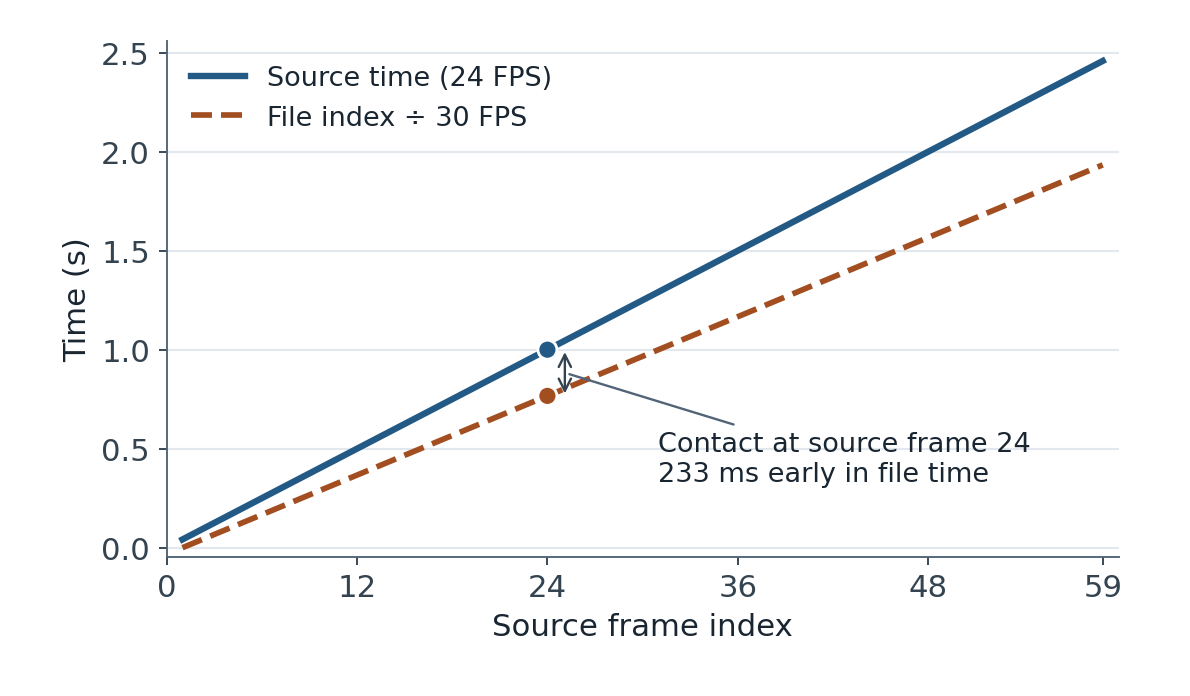 2.5
2.0
1.5
1.0
0.5
0.0
Time (s)
Source time (24 FPS)
File index ÷ 30 FPS
Contact at source frame 24
233 ms early in file time
0 12 24 36 48 59
Source frame index